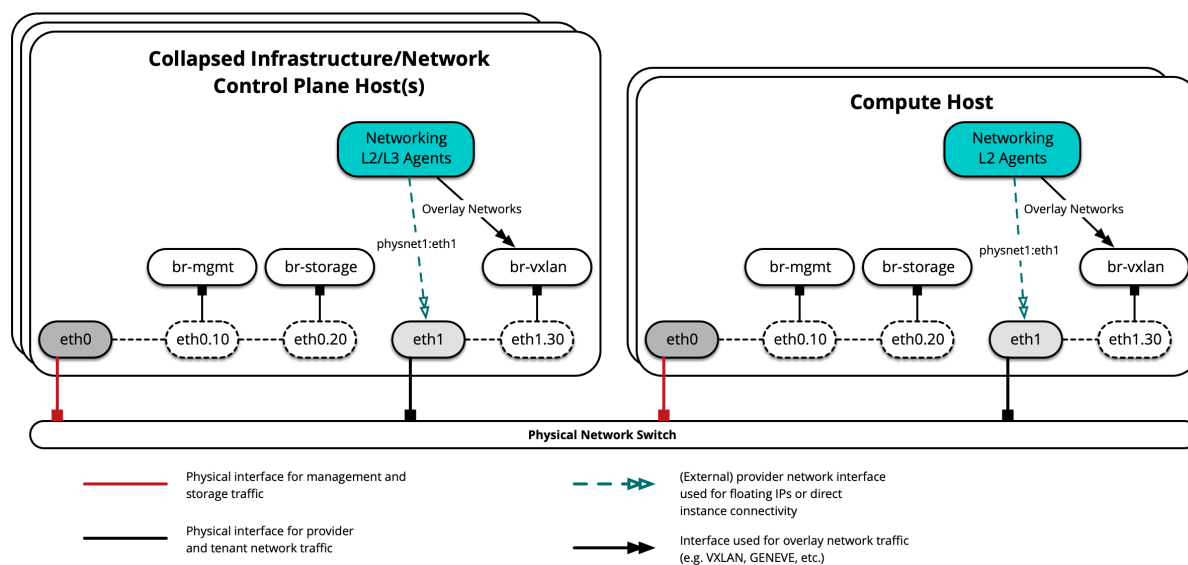 Collapsed Infrastructure/Network
Control Plane Host(s)
Networking
L2/L3 Agents
Overlay Networks
physnet1:eth1
br-mgmt
br-storage
br-vxlan
eth0
eth0.10
eth0.20
eth1
eth1.30
Compute Host
Networking
L2 Agents
Overlay Networks
physnet1:eth1
br-mgmt
br-storage
br-vxlan
eth0
eth0.10
eth0.20
eth1
eth1.30
Physical Network Switch
Physical interface for management and
storage traffic
Physical interface for provider
and tenant network traffic
(External) provider network interface
used for floating IPs or direct
instance connectivity
Interface used for overlay network traffic
(e.g. VXLAN, GENEVE, etc.)